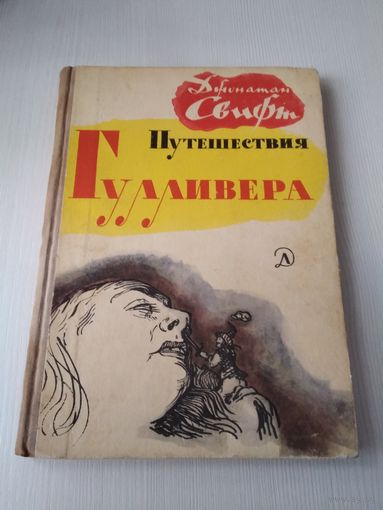 Джонатан
Свифт
Путешествия
Гулливера
Д